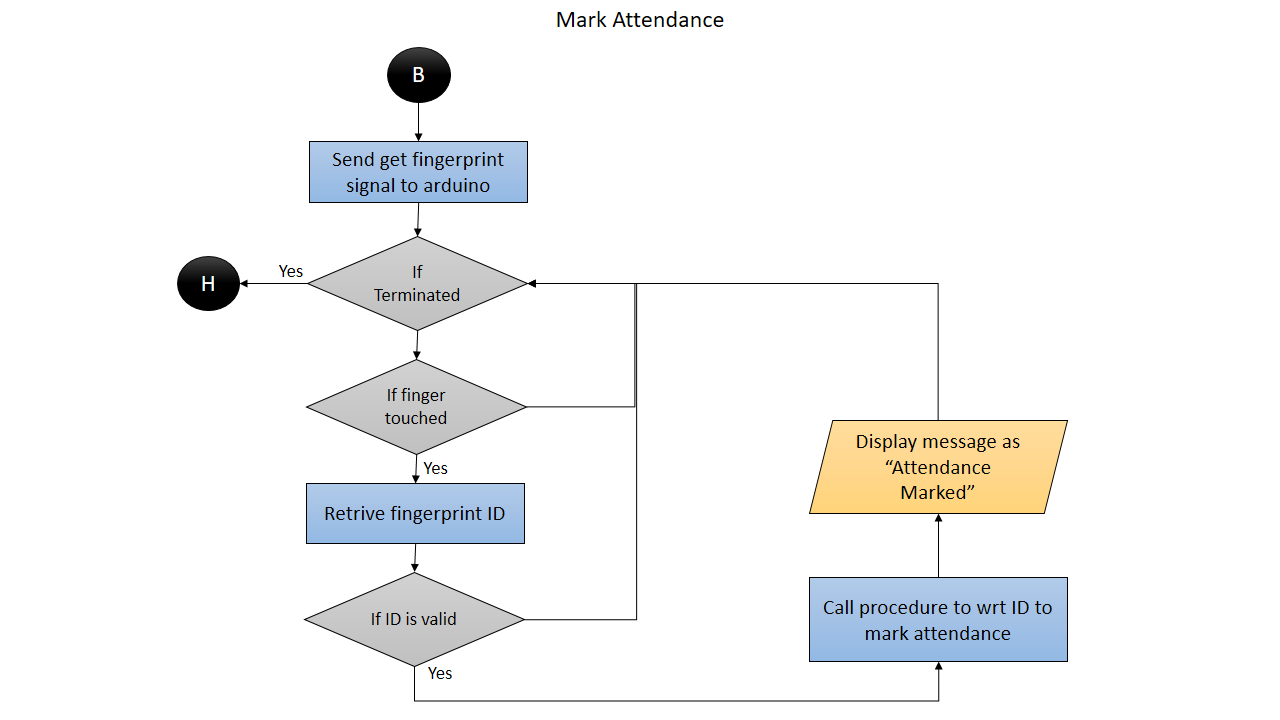 Mark Attendance
B
Send get fingerprint
signal to arduino
Yes
H
If
Terminated
If finger
touched
Yes
Retrive fingerprint ID
If ID is valid
Yes
Display message as
“Attendance
Marked”
Call procedure to wrt ID to
mark attendance